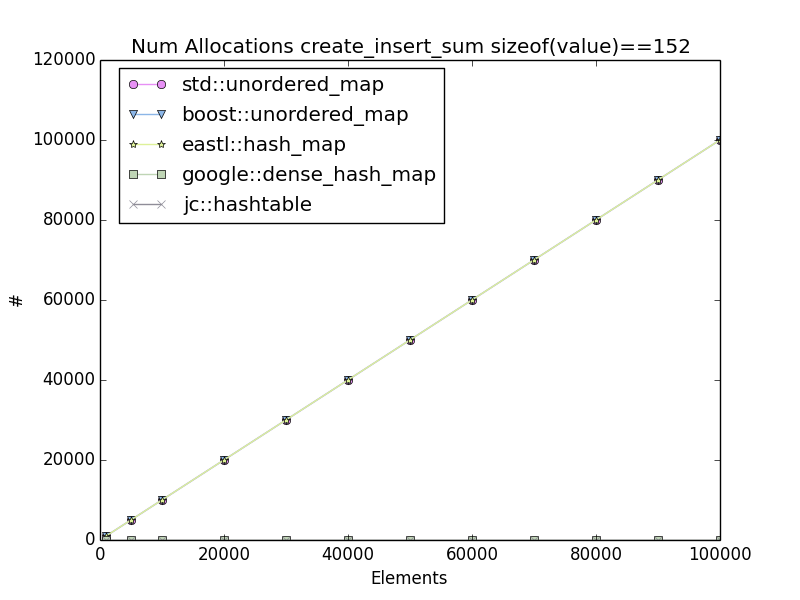 Num Allocations create_insert_sum sizeof(value)==152
120000
100000
80000
60000
40000
20000
0
#
std::unordered_map
boost::unordered_map
eastl::hash_map
google::dense_hash_map
jc::hashtable
0 20000 40000 60000 80000 100000
Elements